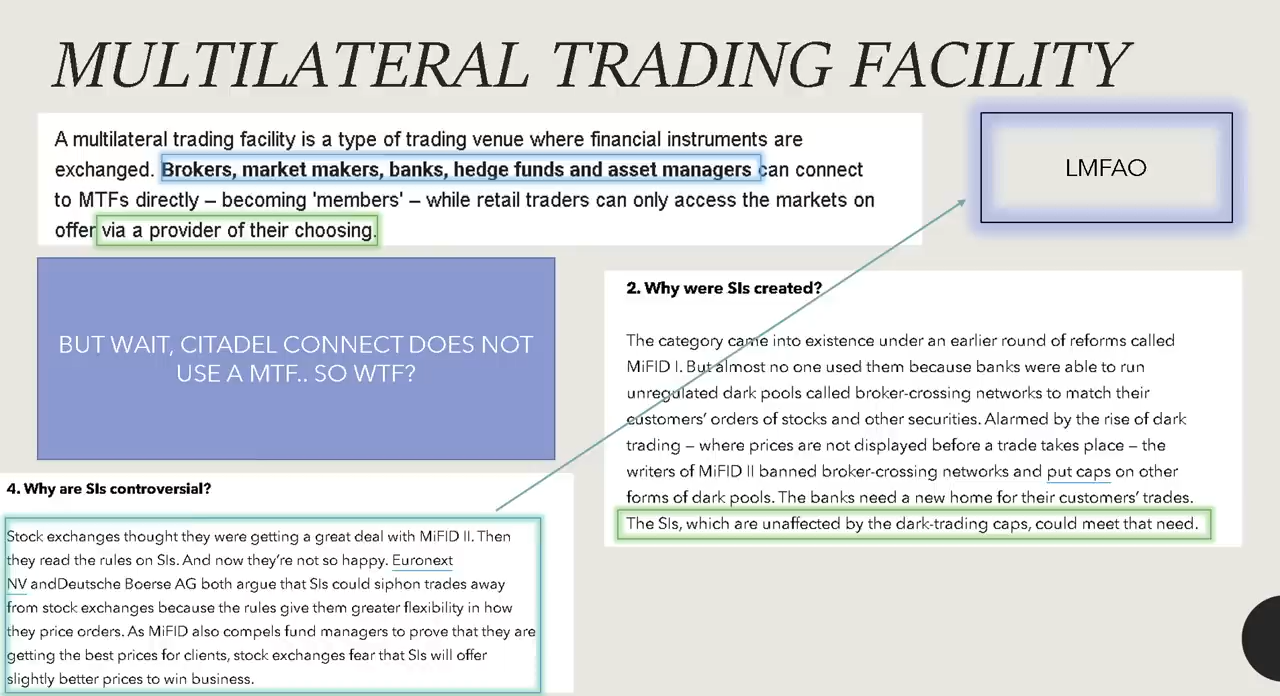 MULTILATERAL TRADING FACILITY
A multilateral trading facility is a type of trading venue where financial instruments are
exchanged. Brokers, market makers, banks, hedge funds and asset managers can connect
to MTFs directly – becoming 'members' – while retail traders can only access the markets on
offer via a provider of their choosing.
LMFAO
BUT WAIT, CITADEL CONNECT DOES NOT
USE A MTF.. SO WTF?
2. Why were SIs created?
The category came into existence under an earlier round of reforms called
MiFID I. But almost no one used them because banks were able to run
unregulated dark pools called broker-crossing networks to match their
customers' orders of stocks and other securities. Alarmed by the rise of dark
trading – where prices are not displayed before a trade takes place – the
writers of MiFID II banned broker-crossing networks and put caps on other
forms of dark pools. The banks need a new home for their customers' trades.
The SIs, which are unaffected by the dark-trading caps, could meet that need.
4. Why are SIs controversial?
Stock exchanges thought they were getting a great deal with MiFID II. Then
they read the rules on SIs. And now they're not so happy. Euronext
NV andDeutsche Boerse AG both argue that SIs could siphon trades away
from stock exchanges because the rules give them greater flexibility in how
they price orders. As MiFID also compels fund managers to prove that they are
getting the best prices for clients, stock exchanges fear that SIs will offer
slightly better prices to win business.